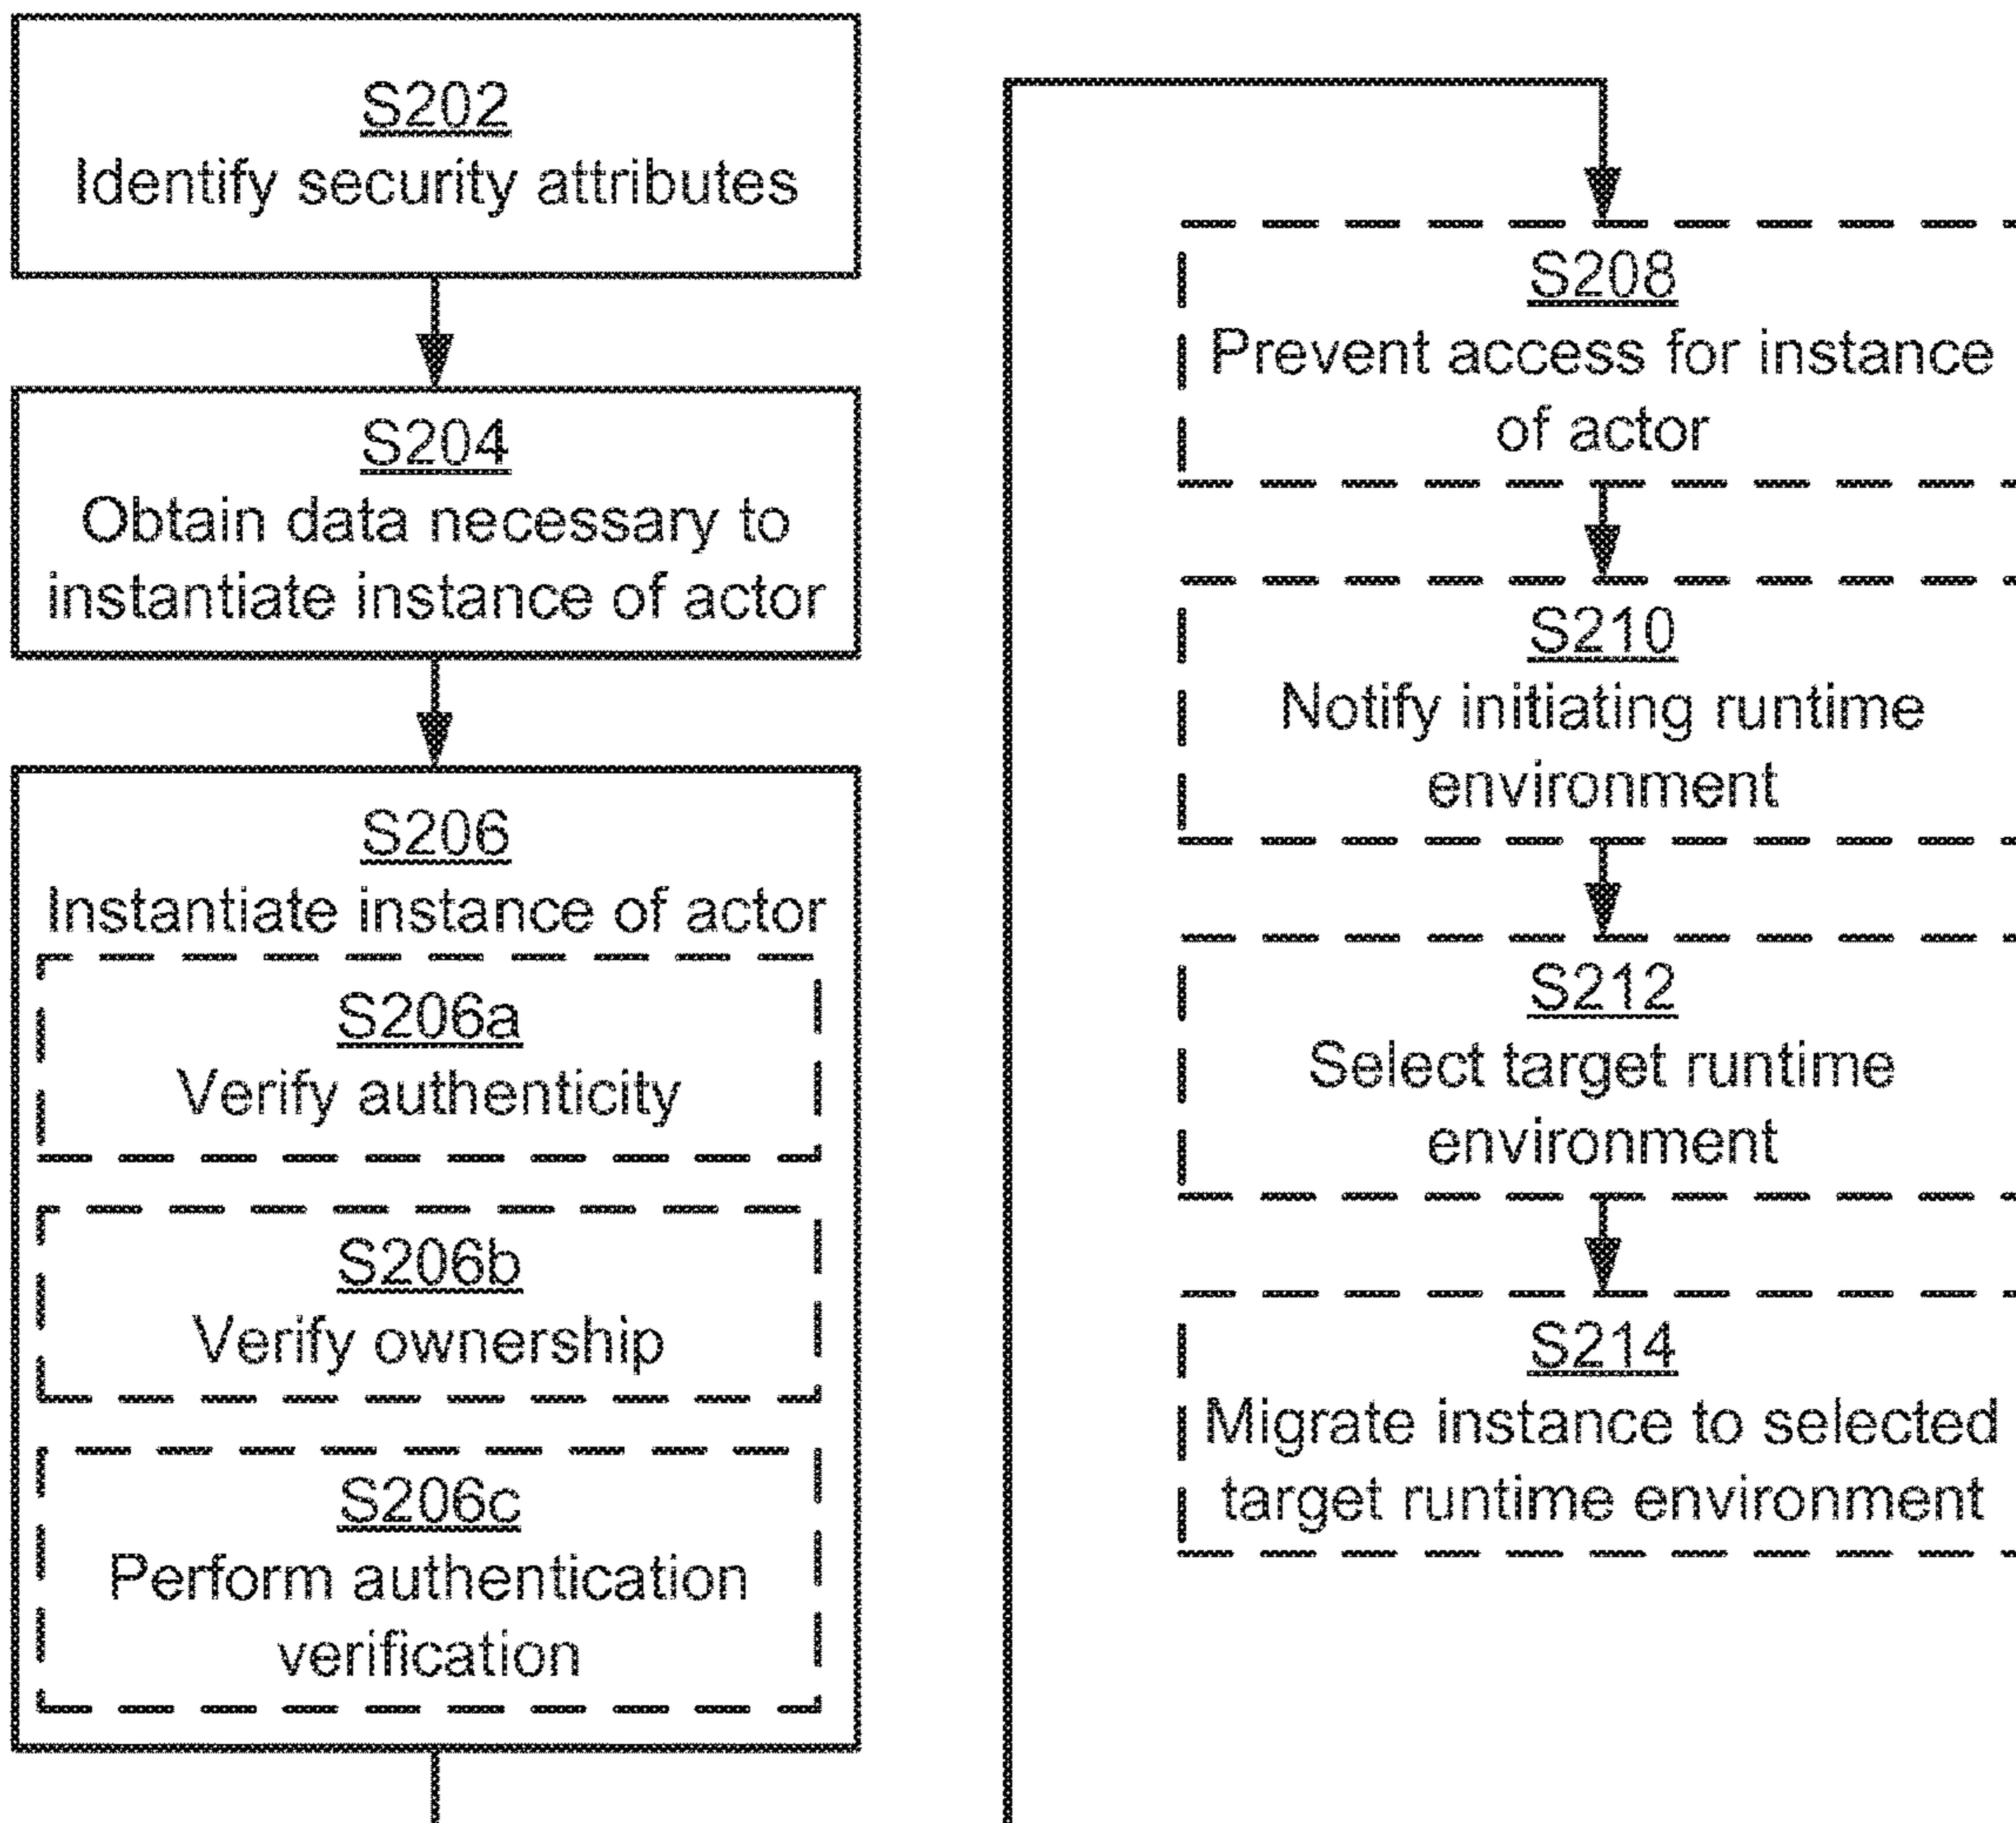 S202
Identify security attributes
S204
Obtain data necessary to
instantiate instance of actor
S206
Instantiate instance of actor
S206a
Verify authenticity
S206b
Verify ownership
S206c
Perform authentication
verification
S208
Prevent access for instance
of actor
S210
Notify initiating runtime
environment
S212
Select target runtime
environment
S214
Migrate instance to selected
target runtime environment